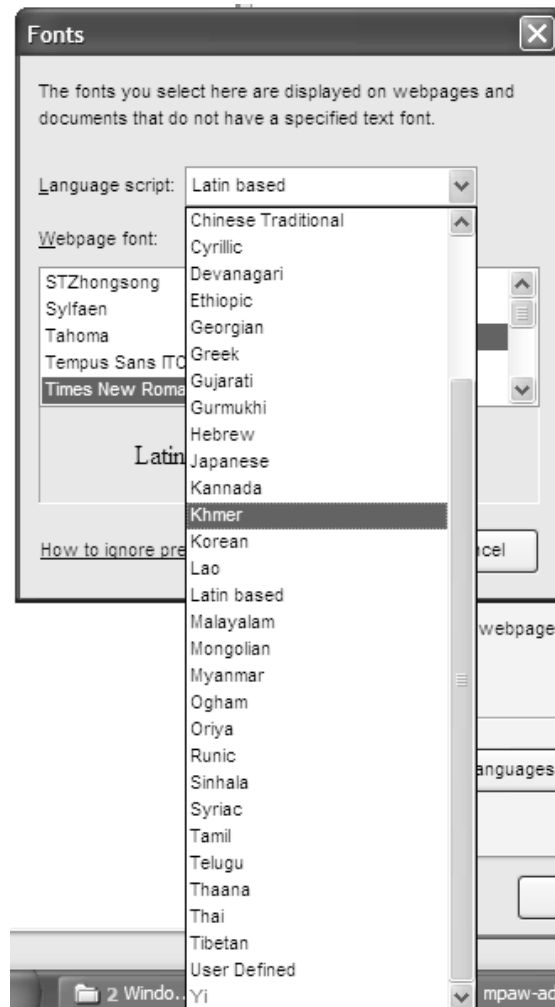 Fonts
The fonts you select here are displayed on webpages and
documents that do not have a specified text font.
Language script: Latin based
Webpage font:
STZhongsong
Sylfaen
Tahoma
Tempus Sans ITC
Times New Roma
Latin
How to ignore pre
ncel
Chinese Traditional
Cyrillic
Devanagari
Ethiopic
Georgian
Greek
Gujarati
Gurmukhi
Hebrew
Japanese
Kannada
Khmer
Korean
Lao
Latin based
Malayalam
Mongolian
Myanmar
Ogham
Oriya
Runic
Sinhala
Syriac
Tamil
Telugu
Thaana
Thai
Tibetan
User Defined
Yi
webpage
anguages
2 Windo...
mpaw-ad